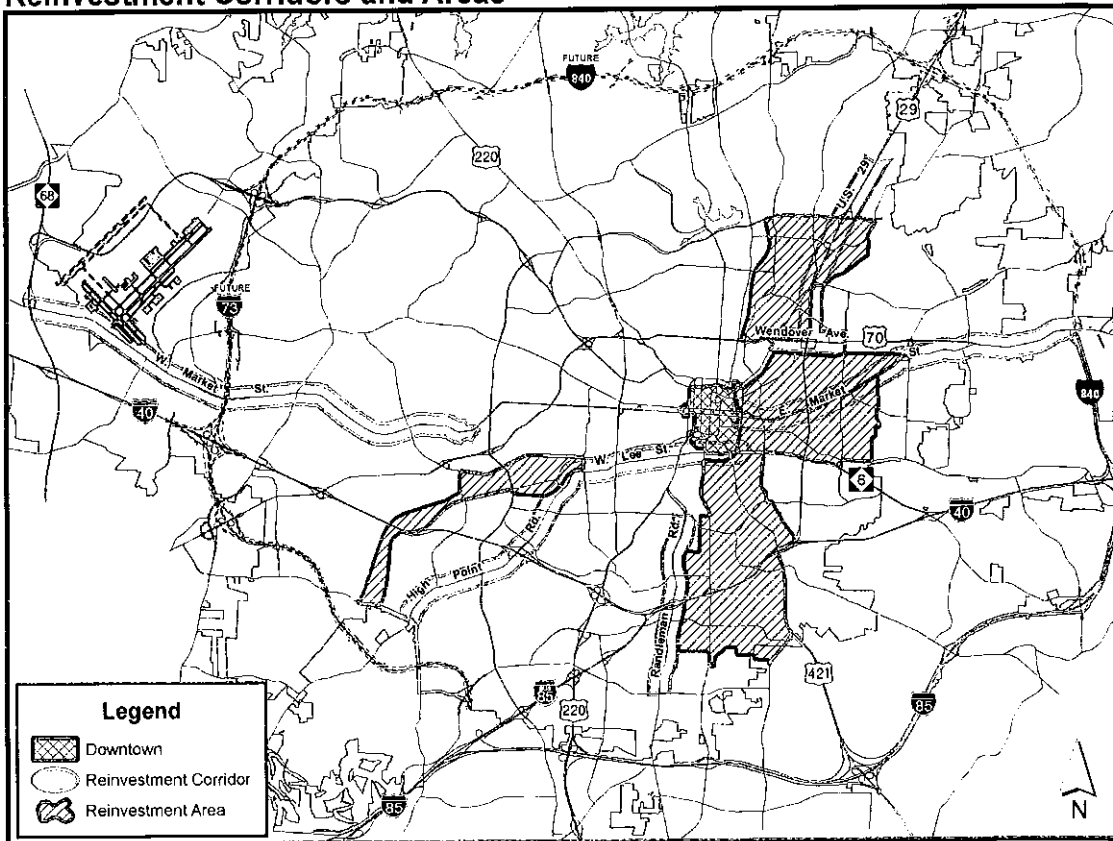 Reinvestment Corridors and Areas
FUTURE
840
29
220
US 29
68
FUTURE
73
Wendover Ave
70
W. Market St
St
E. Market
40
840
W. Lee St
6
40
High Point Rd.
Randleman Rd.
421
85
85
220
85
Legend
Downtown
Reinvestment Corridor
Reinvestment Area
N